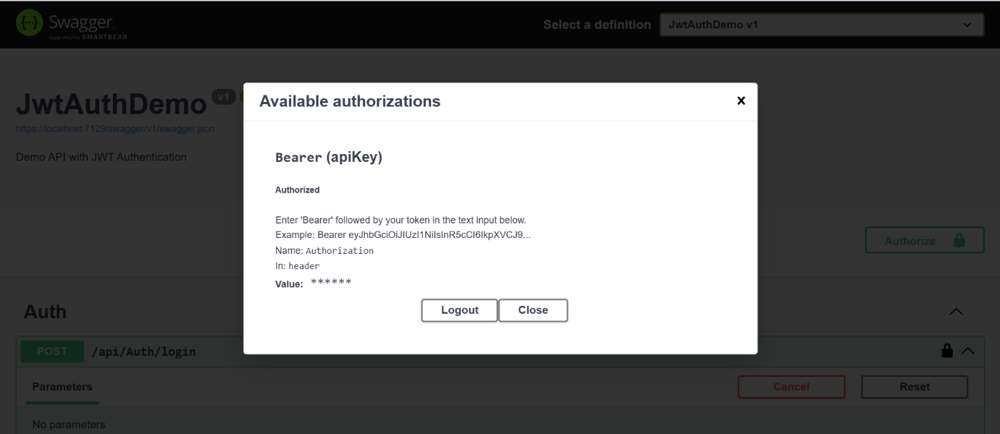 Swagger
Supported by SMARTBEAR
Select a definition
JwtAuthDemo v1
JwtAuthDemo v1
https://localhost:7129/swagger/v1/swagger.json
Demo API with JWT Authentication
Available authorizations
Bearer (apiKey)
Authorized
Enter 'Bearer' followed by your token in the text input below.
Example: Bearer eyJhbGciOiJIUzI1NiIsInR5cCI6IkpXVCJ9...
Name: Authorization
In: header
Value: ******
Logout Close
Authorize
Auth
POST /api/Auth/login
Parameters
Cancel Reset
No parameters